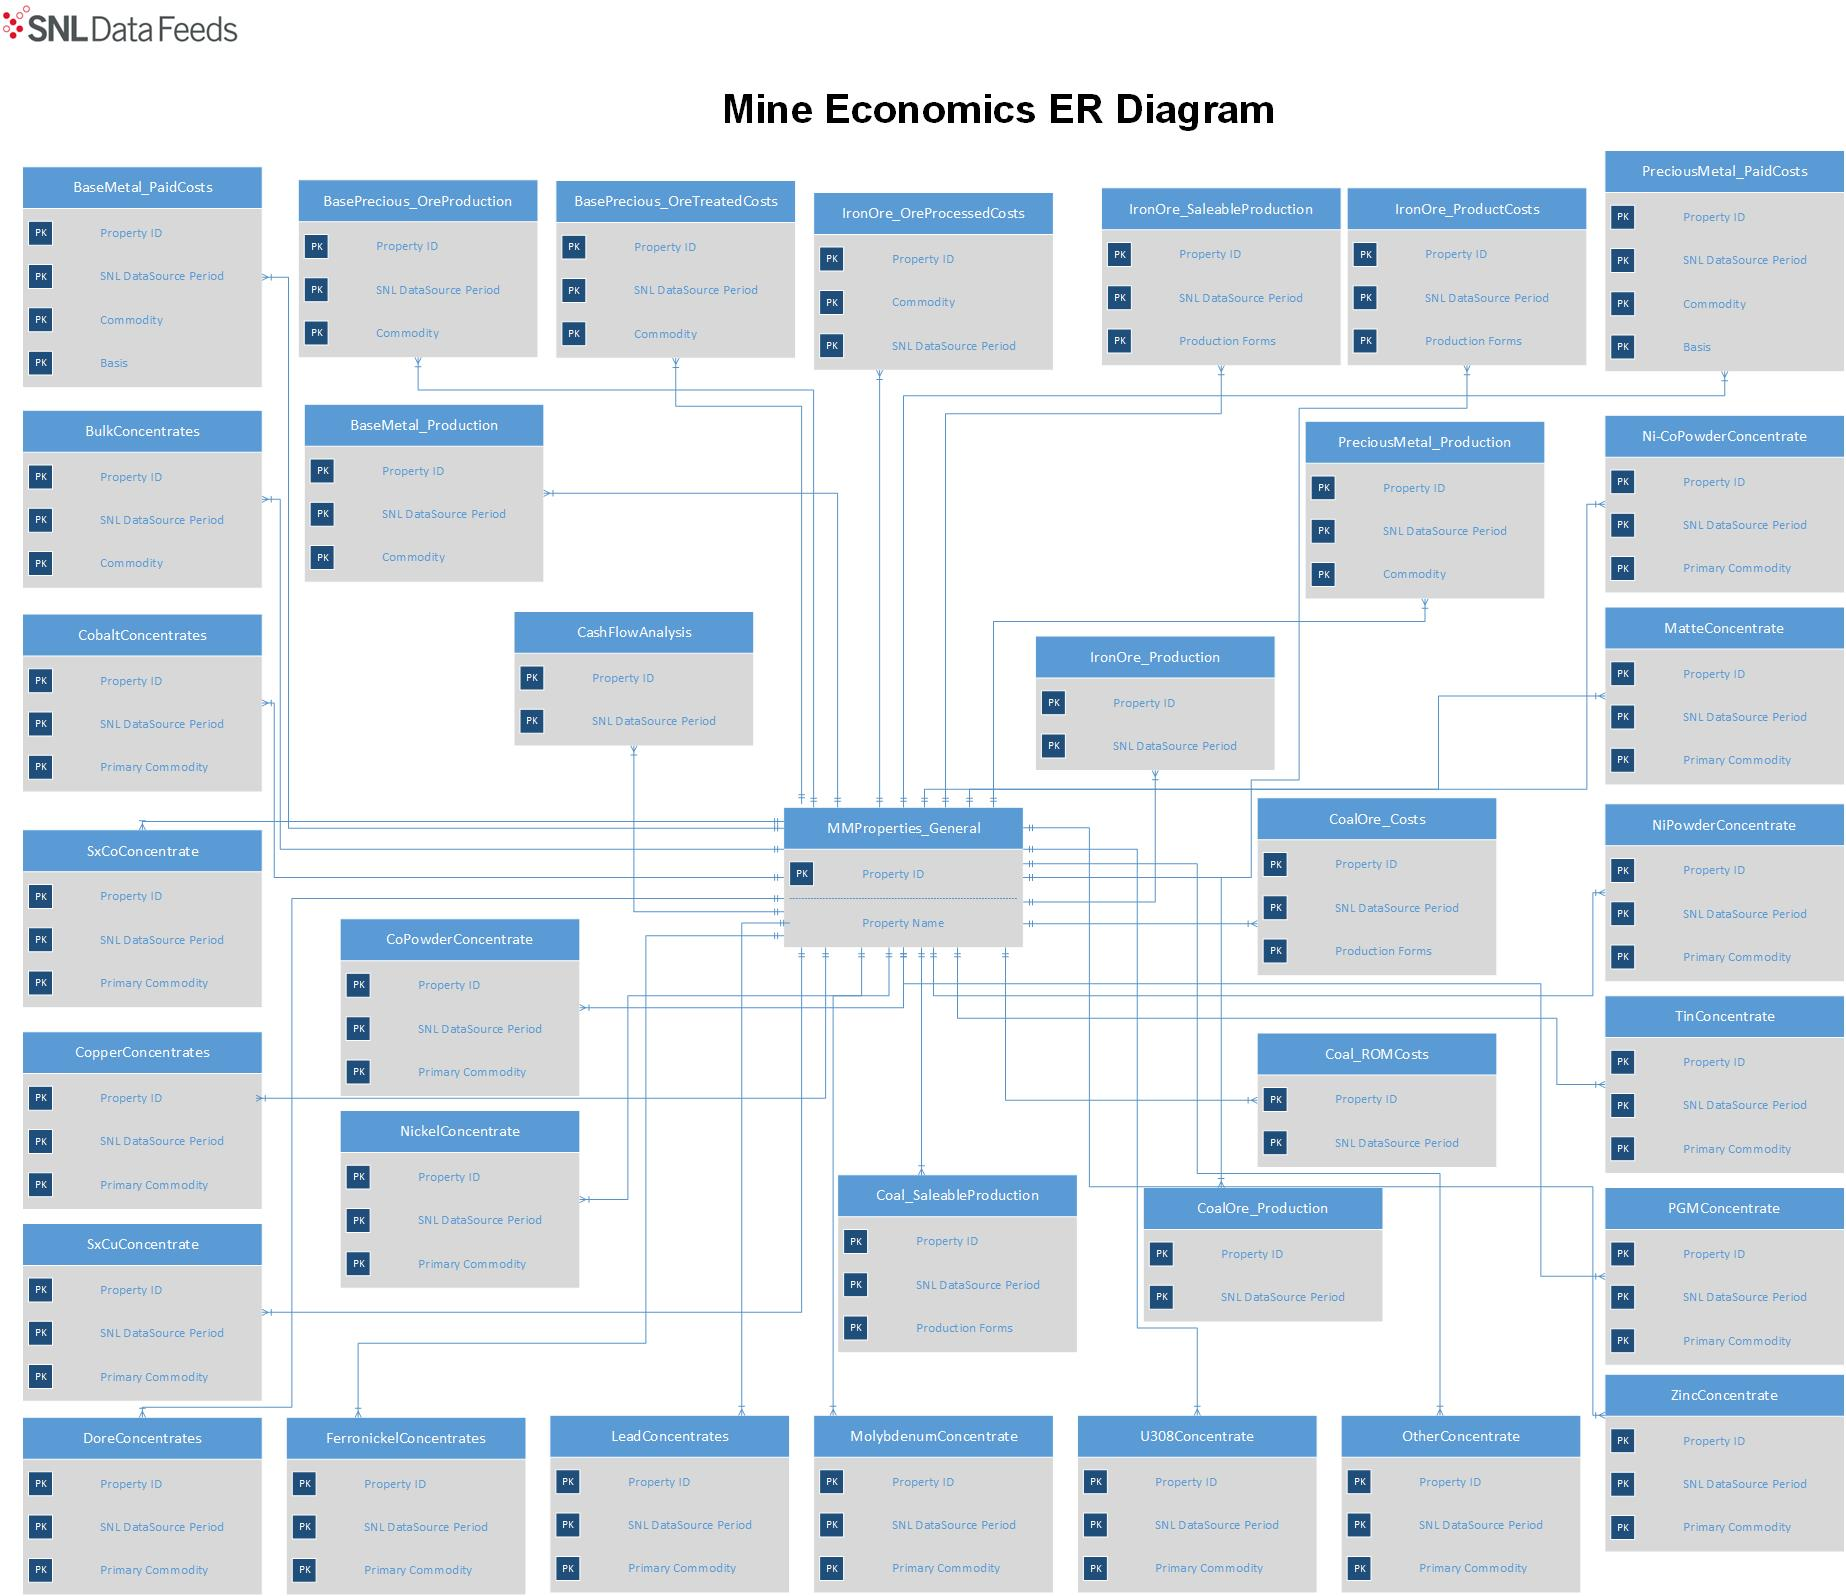 SNL Data Feeds
Mine Economics ER Diagram
BaseMetal_PaidCosts
PK Property ID
PK SNL DataSource Period
PK Commodity
PK Basis
BasePrecious_OreProduction
PK Property ID
PK SNL DataSource Period
PK Commodity
BasePrecious_OreTreatedCosts
PK Property ID
PK SNL DataSource Period
PK Commodity
IronOre_OreProcessedCosts
PK Property ID
PK Commodity
PK SNL DataSource Period
IronOre_SaleableProduction
PK Property ID
PK SNL DataSource Period
PK Production Forms
IronOre_ProductCosts
PK Property ID
PK SNL DataSource Period
PK Production Forms
PreciousMetal_PaidCosts
PK Property ID
PK SNL DataSource Period
PK Commodity
PK Basis
BulkConcentrates
PK Property ID
PK SNL DataSource Period
PK Commodity
BaseMetal_Production
PK Property ID
PK SNL DataSource Period
PK Commodity
PreciousMetal_Production
PK Property ID
PK SNL DataSource Period
PK Commodity
Ni-CoPowderConcentrate
PK Property ID
PK SNL DataSource Period
PK Primary Commodity
CobaltConcentrates
PK Property ID
PK SNL DataSource Period
PK Primary Commodity
CashFlowAnalysis
PK Property ID
PK SNL DataSource Period
IronOre_Production
PK Property ID
PK SNL DataSource Period
MatteConcentrate
PK Property ID
PK SNL DataSource Period
PK Primary Commodity
SxCoConcentrate
PK Property ID
PK SNL DataSource Period
PK Primary Commodity
MMProperties_General
PK Property ID
Property Name
CoalOre_Costs
PK Property ID
PK SNL DataSource Period
PK Production Forms
NiPowderConcentrate
PK Property ID
PK SNL DataSource Period
PK Primary Commodity
CoPowderConcentrate
PK Property ID
PK SNL DataSource Period
PK Primary Commodity
CopperConcentrates
PK Property ID
PK SNL DataSource Period
PK Primary Commodity
NickelConcentrate
PK Property ID
PK SNL DataSource Period
PK Primary Commodity
Coal_ROMCosts
PK Property ID
PK SNL DataSource Period
TinConcentrate
PK Property ID
PK SNL DataSource Period
PK Primary Commodity
SxCuConcentrate
PK Property ID
PK SNL DataSource Period
PK Primary Commodity
Coal_SaleableProduction
PK Property ID
PK SNL DataSource Period
PK Production Forms
CoalOre_Production
PK Property ID
PK SNL DataSource Period
PGMConcentrate
PK Property ID
PK SNL DataSource Period
PK Primary Commodity
DoreConcentrates
PK Property ID
PK SNL DataSource Period
PK Primary Commodity
FerronickelConcentrates
PK Property ID
PK SNL DataSource Period
PK Primary Commodity
LeadConcentrates
PK Property ID
PK SNL DataSource Period
PK Primary Commodity
MolybdenumConcentrate
PK Property ID
PK SNL DataSource Period
PK Primary Commodity
U308Concentrate
PK Property ID
PK SNL DataSource Period
PK Primary Commodity
OtherConcentrate
PK Property ID
PK SNL DataSource Period
PK Primary Commodity
ZincConcentrate
PK Property ID
PK SNL DataSource Period
PK Primary Commodity